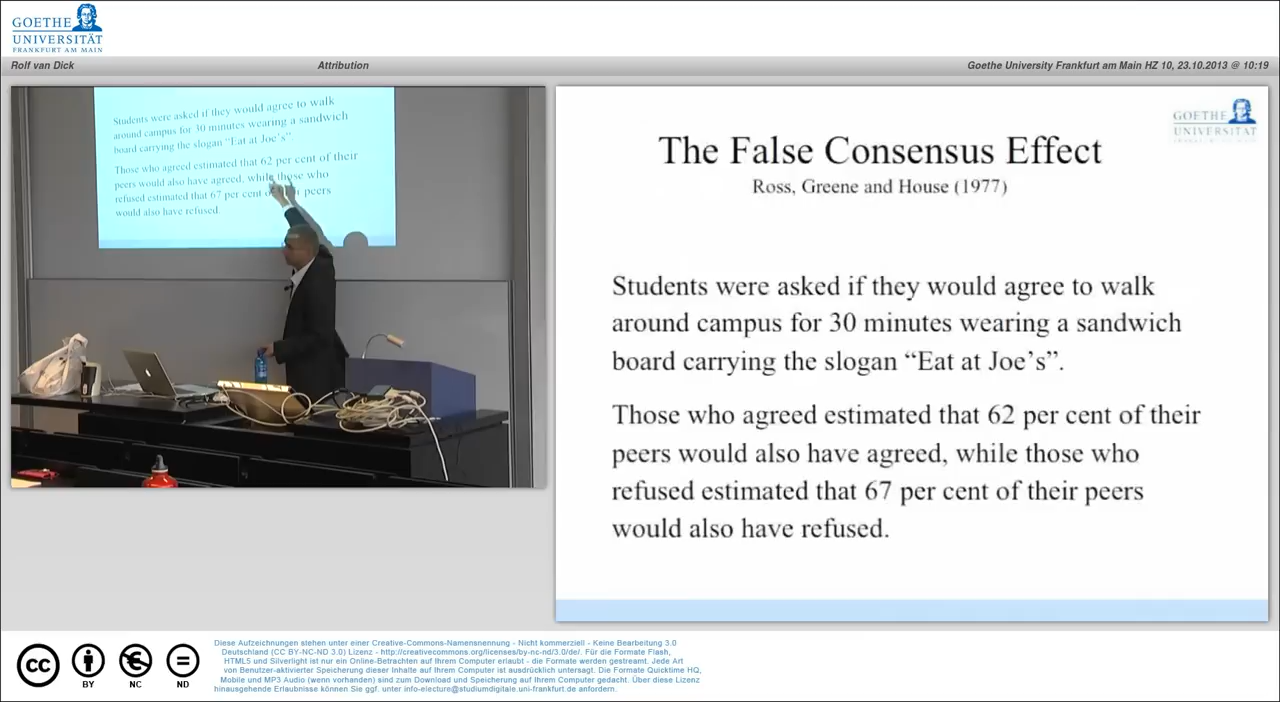 GOETHE
UNIVERSITÄT
FRANKFURT AM MAIN
Rolf van Dick
Attribution
Goethe University Frankfurt am Main HZ 10, 23.10.2013 @ 10:19
Students were asked if they would agree to walk
around campus for 30 minutes wearing a sandwich
board carrying the slogan “Eat at Joe’s”
Those who agreed estimated that 62 per cent of their
peers would also have agreed, while those who
refused estimated that 67 per cent peers
would also have refused.
GOETHE
UNIVERSITÄT
The False Consensus Effect
Ross, Greene and House (1977)
Students were asked if they would agree to walk
around campus for 30 minutes wearing a sandwich
board carrying the slogan “Eat at Joe’s”.
Those who agreed estimated that 62 per cent of their
peers would also have agreed, while those who
refused estimated that 67 per cent of their peers
would also have refused.
cc
BY
NC
ND
Diese Aufzeichnungen stehen unter einer Creative-Commons-Namensnennung - Nicht kommerziell - Keine Bearbeitung 3.0
Deutschland (CC BY-NC-ND 3.0) Lizenz - http://creativecommons.org/licenses/by-nc-nd/3.0/de/. Für die Formate Flash,
HTML5 und Silverlight ist nur ein Online-Betrachten auf Ihrem Computer erlaubt - die Formate werden gestreamt. Jede Art
von Benutzer-aktivierter Speicherung dieser Inhalte auf Ihrem Computer ist ausdrücklich untersagt. Die Formate Quicktime HQ,
Mobile und MP3 Audio (wenn vorhanden) sind zum Download und Speicherung auf Ihrem Computer gedacht. Über diese Lizenz
hinausgehende Erlaubnisse können Sie ggf. unter info-electure@studiumdigitale.uni-frankfurt.de anfordern.